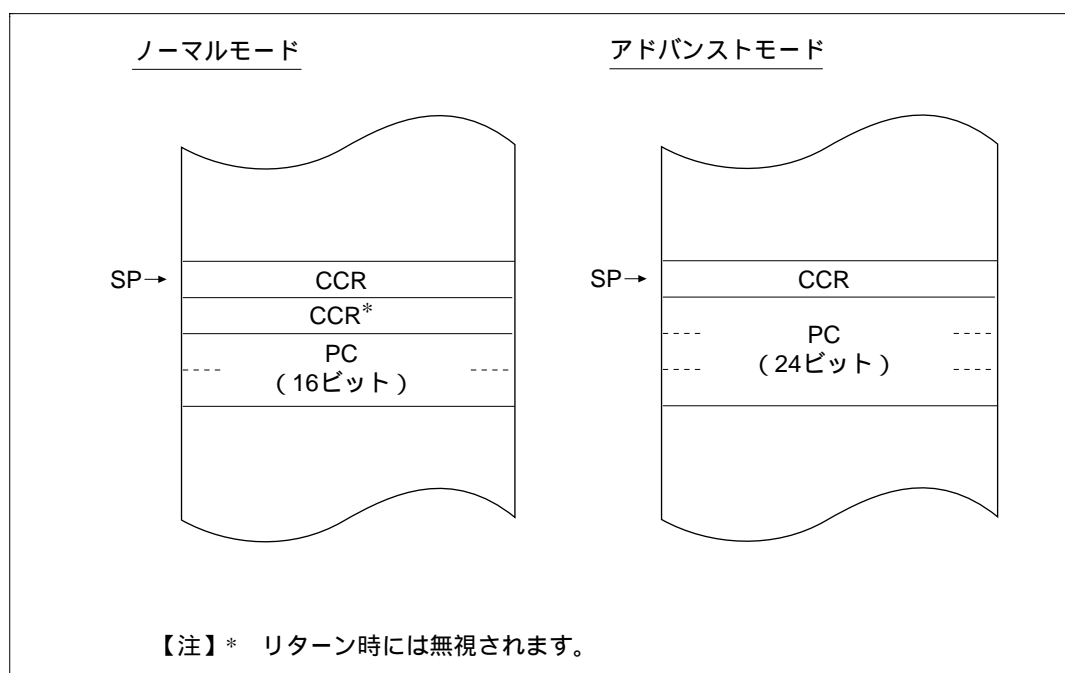 ノーマルモード
アドバンストモード
SP→
CCR
CCR*
PC
（16ビット）
SP→
CCR
PC
（24ビット）
【注】* リターン時には無視されます。